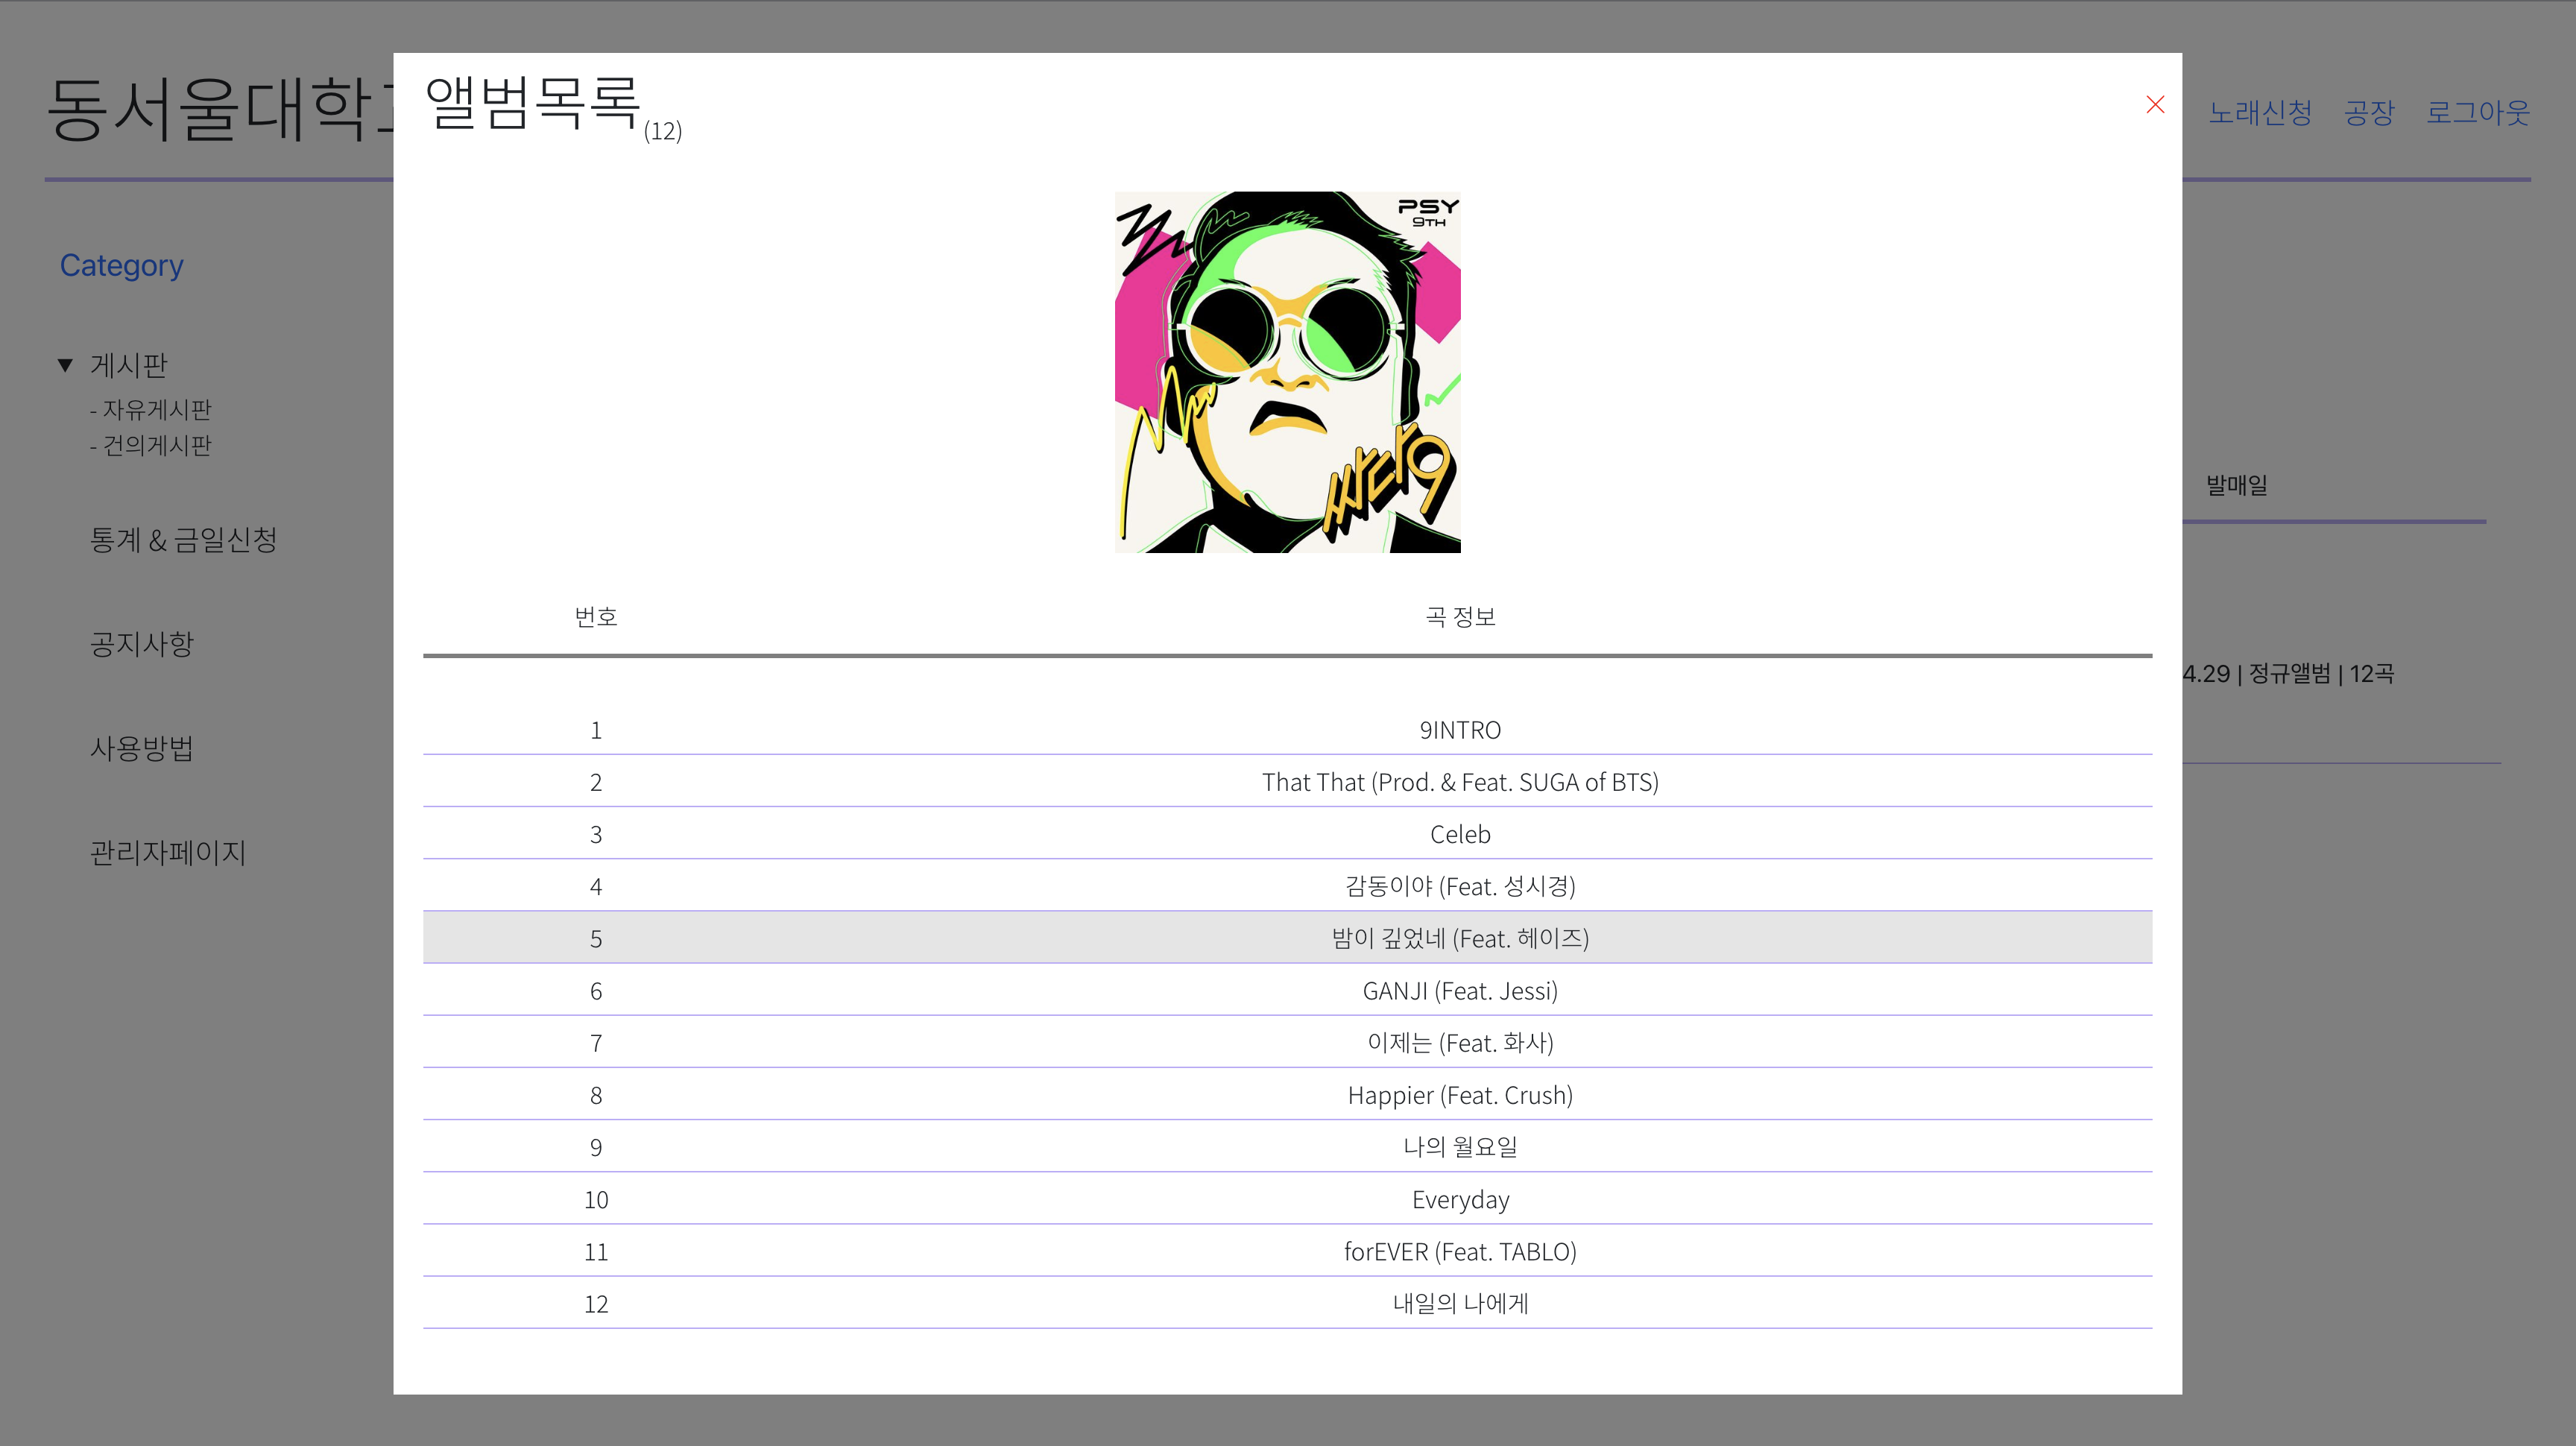 동서울대학
노래신청 공장 로그아웃
Category
▼ 게시판
- 자유게시판
- 건의게시판
통계 & 금일신청
공지사항
사용방법
관리자페이지
발매일
4.29 | 정규앨범 | 12곡
앨범목록(12)
PSY
9TH
싸다9
번호 곡 정보
1 9INTRO
2 That That (Prod. & Feat. SUGA of BTS)
3 Celeb
4 감동이야 (Feat. 성시경)
5 밤이 깊었네 (Feat. 헤이즈)
6 GANJI (Feat. Jessi)
7 이제는 (Feat. 화사)
8 Happier (Feat. Crush)
9 나의 월요일
10 Everyday
11 forEVER (Feat. TABLO)
12 내일의 나에게